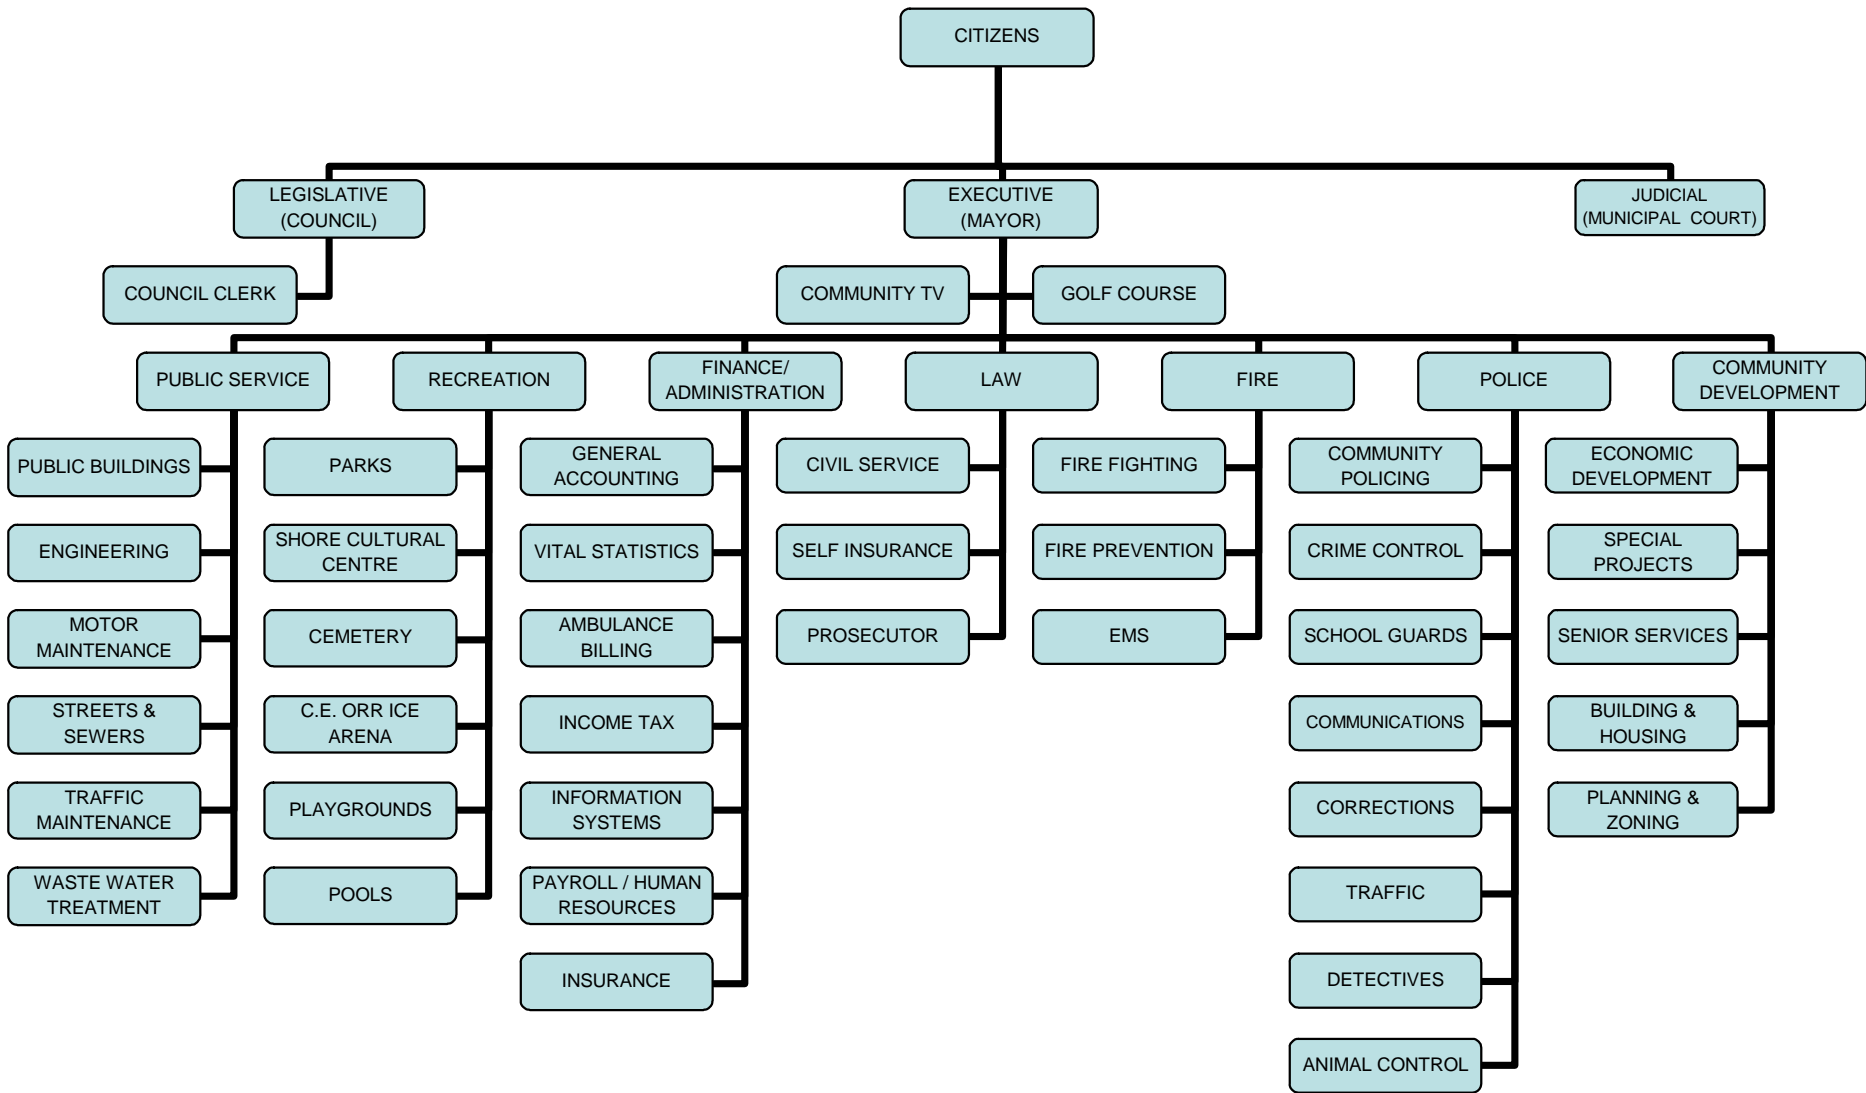 CITIZENS
LEGISLATIVE
(COUNCIL)
EXECUTIVE
(MAYOR)
JUDICIAL
(MUNICIPAL COURT)
COUNCIL CLERK
COMMUNITY TV
GOLF COURSE
PUBLIC SERVICE
RECREATION
FINANCE/
ADMINISTRATION
LAW
FIRE
POLICE
COMMUNITY
DEVELOPMENT
PUBLIC BUILDINGS
PARKS
GENERAL
ACCOUNTING
CIVIL SERVICE
FIRE FIGHTING
COMMUNITY
POLICING
ECONOMIC
DEVELOPMENT
ENGINEERING
SHORE CULTURAL
CENTRE
VITAL STATISTICS
SELF INSURANCE
FIRE PREVENTION
CRIME CONTROL
SPECIAL
PROJECTS
MOTOR
MAINTENANCE
CEMETERY
AMBULANCE
BILLING
PROSECUTOR
EMS
SCHOOL GUARDS
SENIOR SERVICES
STREETS &
SEWERS
C.E. ORR ICE
ARENA
INCOME TAX
COMMUNICATIONS
BUILDING &
HOUSING
TRAFFIC
MAINTENANCE
PLAYGROUNDS
INFORMATION
SYSTEMS
CORRECTIONS
PLANNING &
ZONING
WASTE WATER
TREATMENT
POOLS
PAYROLL / HUMAN
RESOURCES
TRAFFIC
INSURANCE
DETECTIVES
ANIMAL CONTROL